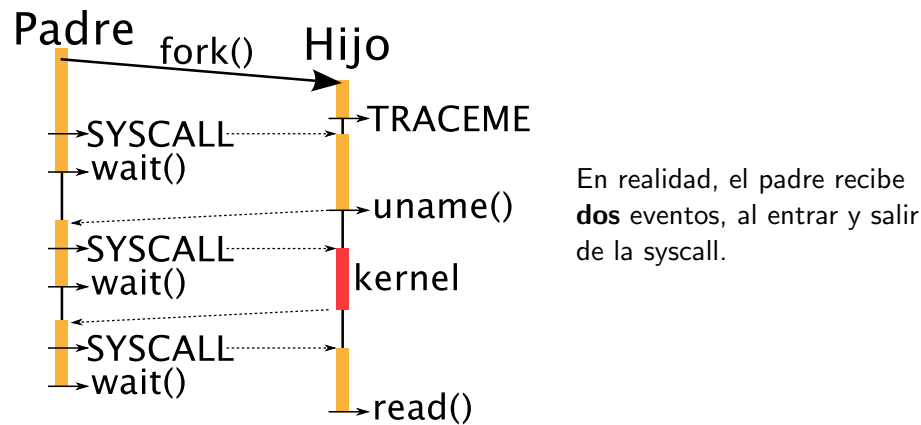 Padre
Hijo
fork()
TRACEME
SYSCALL
wait()
uname()
SYSCALL
wait()
kernel
SYSCALL
wait()
read()
En realidad, el padre recibe
dos eventos, al entrar y salir
de la syscall.